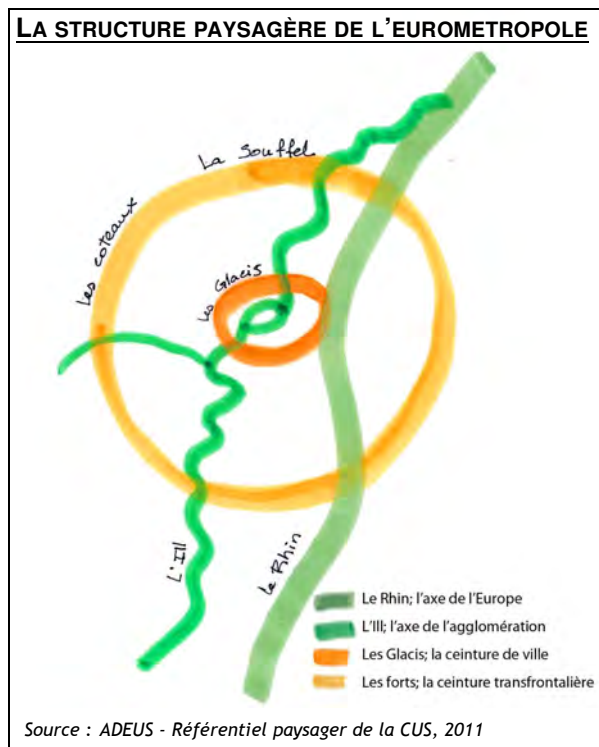 LA STRUCTURE PAYSAGÈRE DE L'EUROMETROPOLE
La Souffel
Les coteaux
Les Glacis
L'Ill
Le Rhin
Le Rhin; l'axe de l'Europe
L'Ill; l'axe de l'agglomération
Les Glacis; la ceinture de ville
Les forts; la ceinture transfrontalière
Source : ADEUS - Référentiel paysager de la CUS, 2011